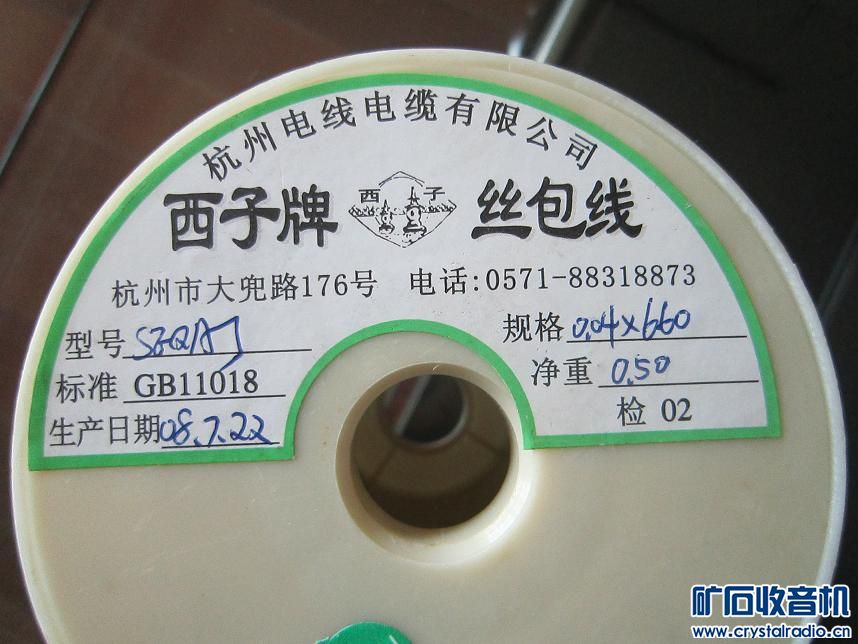 杭州电线电缆有限公司
西子牌 西子 丝包线
杭州市大兜路176号 电话:0571-88318873
型号 SEQAJ 规格 0.04×660
标准 GB11018 净重 0.50
生产日期 08.7.22 检 02
矿石收音机
www.crystalradio.cn